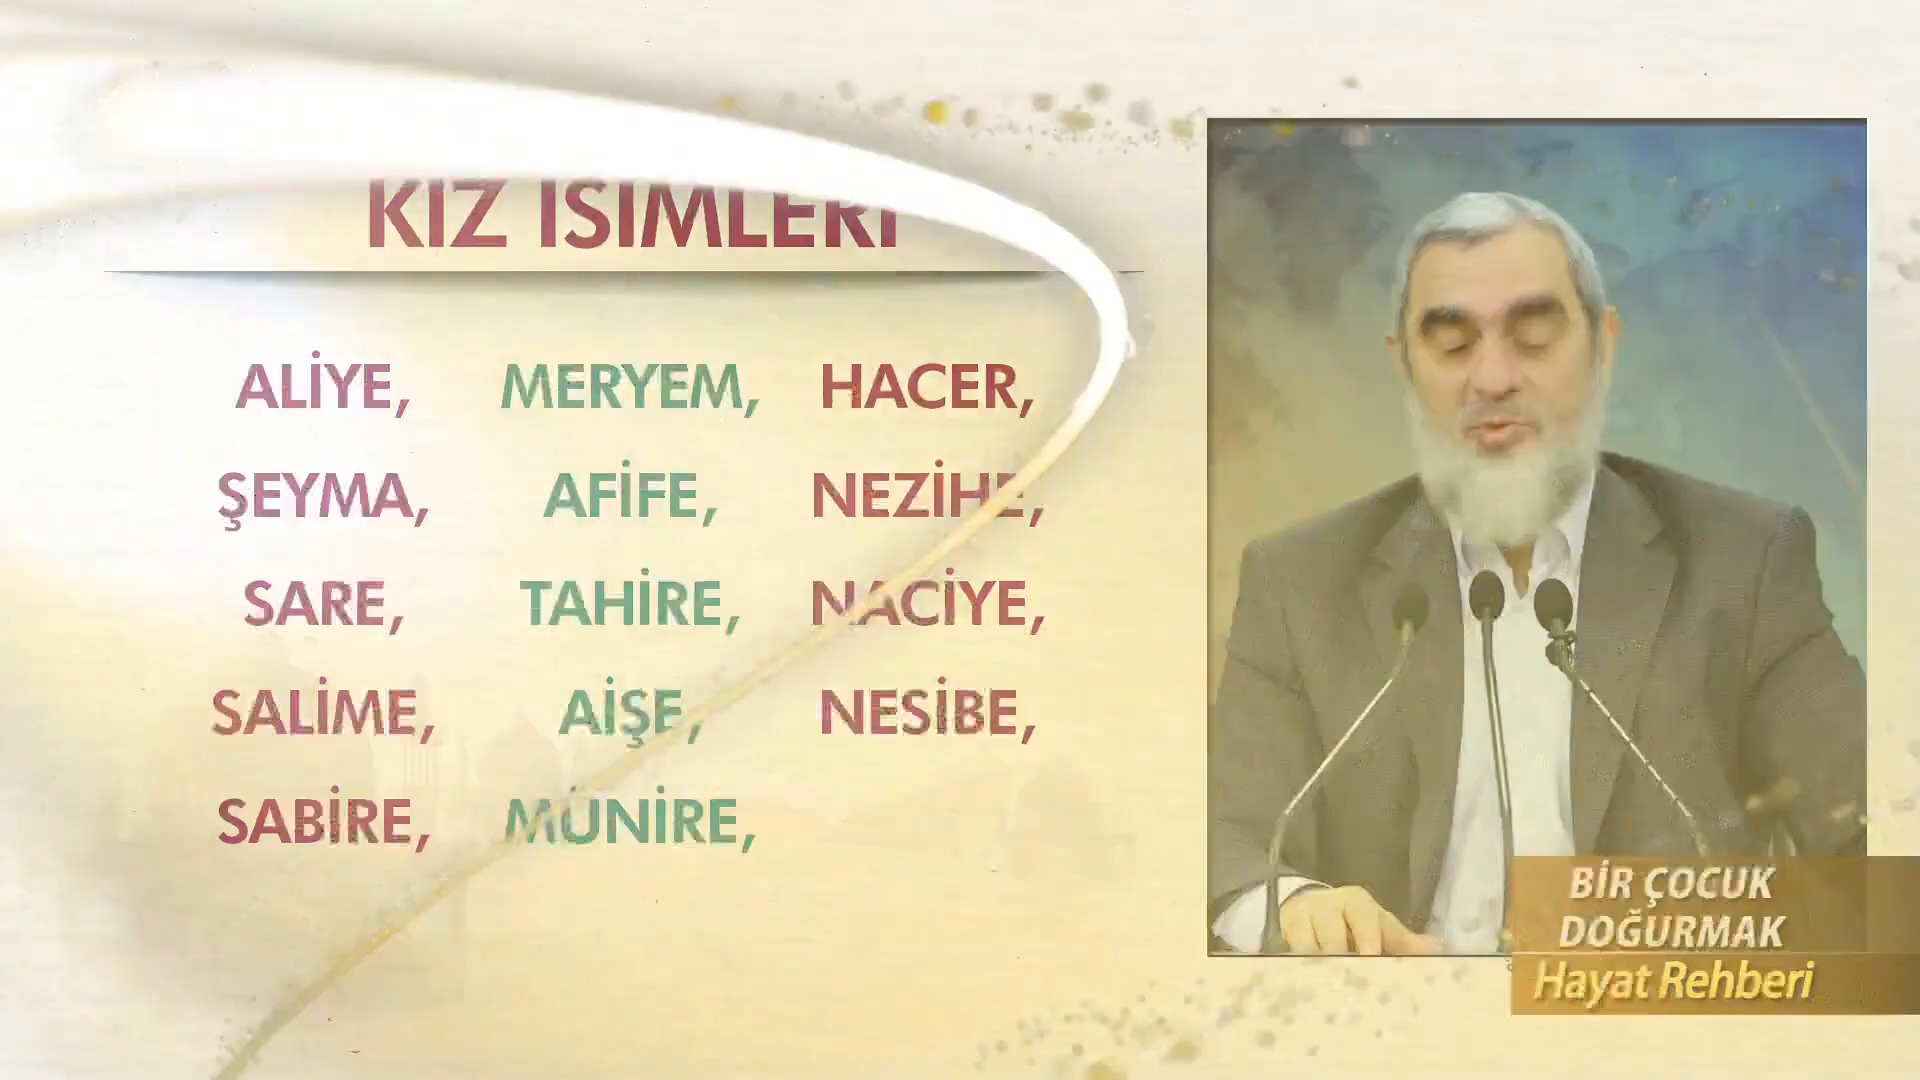 KIZ İSİMLERİ
ALİYE, MERYEM, HACER,
ŞEYMA, AFİFE, NEZİHE,
SARE, TAHİRE, NACİYE,
SALİME, AİŞE, NESİBE,
SABİRE, MÜNİRE,
BİR ÇOCUK
DOĞURMAK
Hayat Rehberi